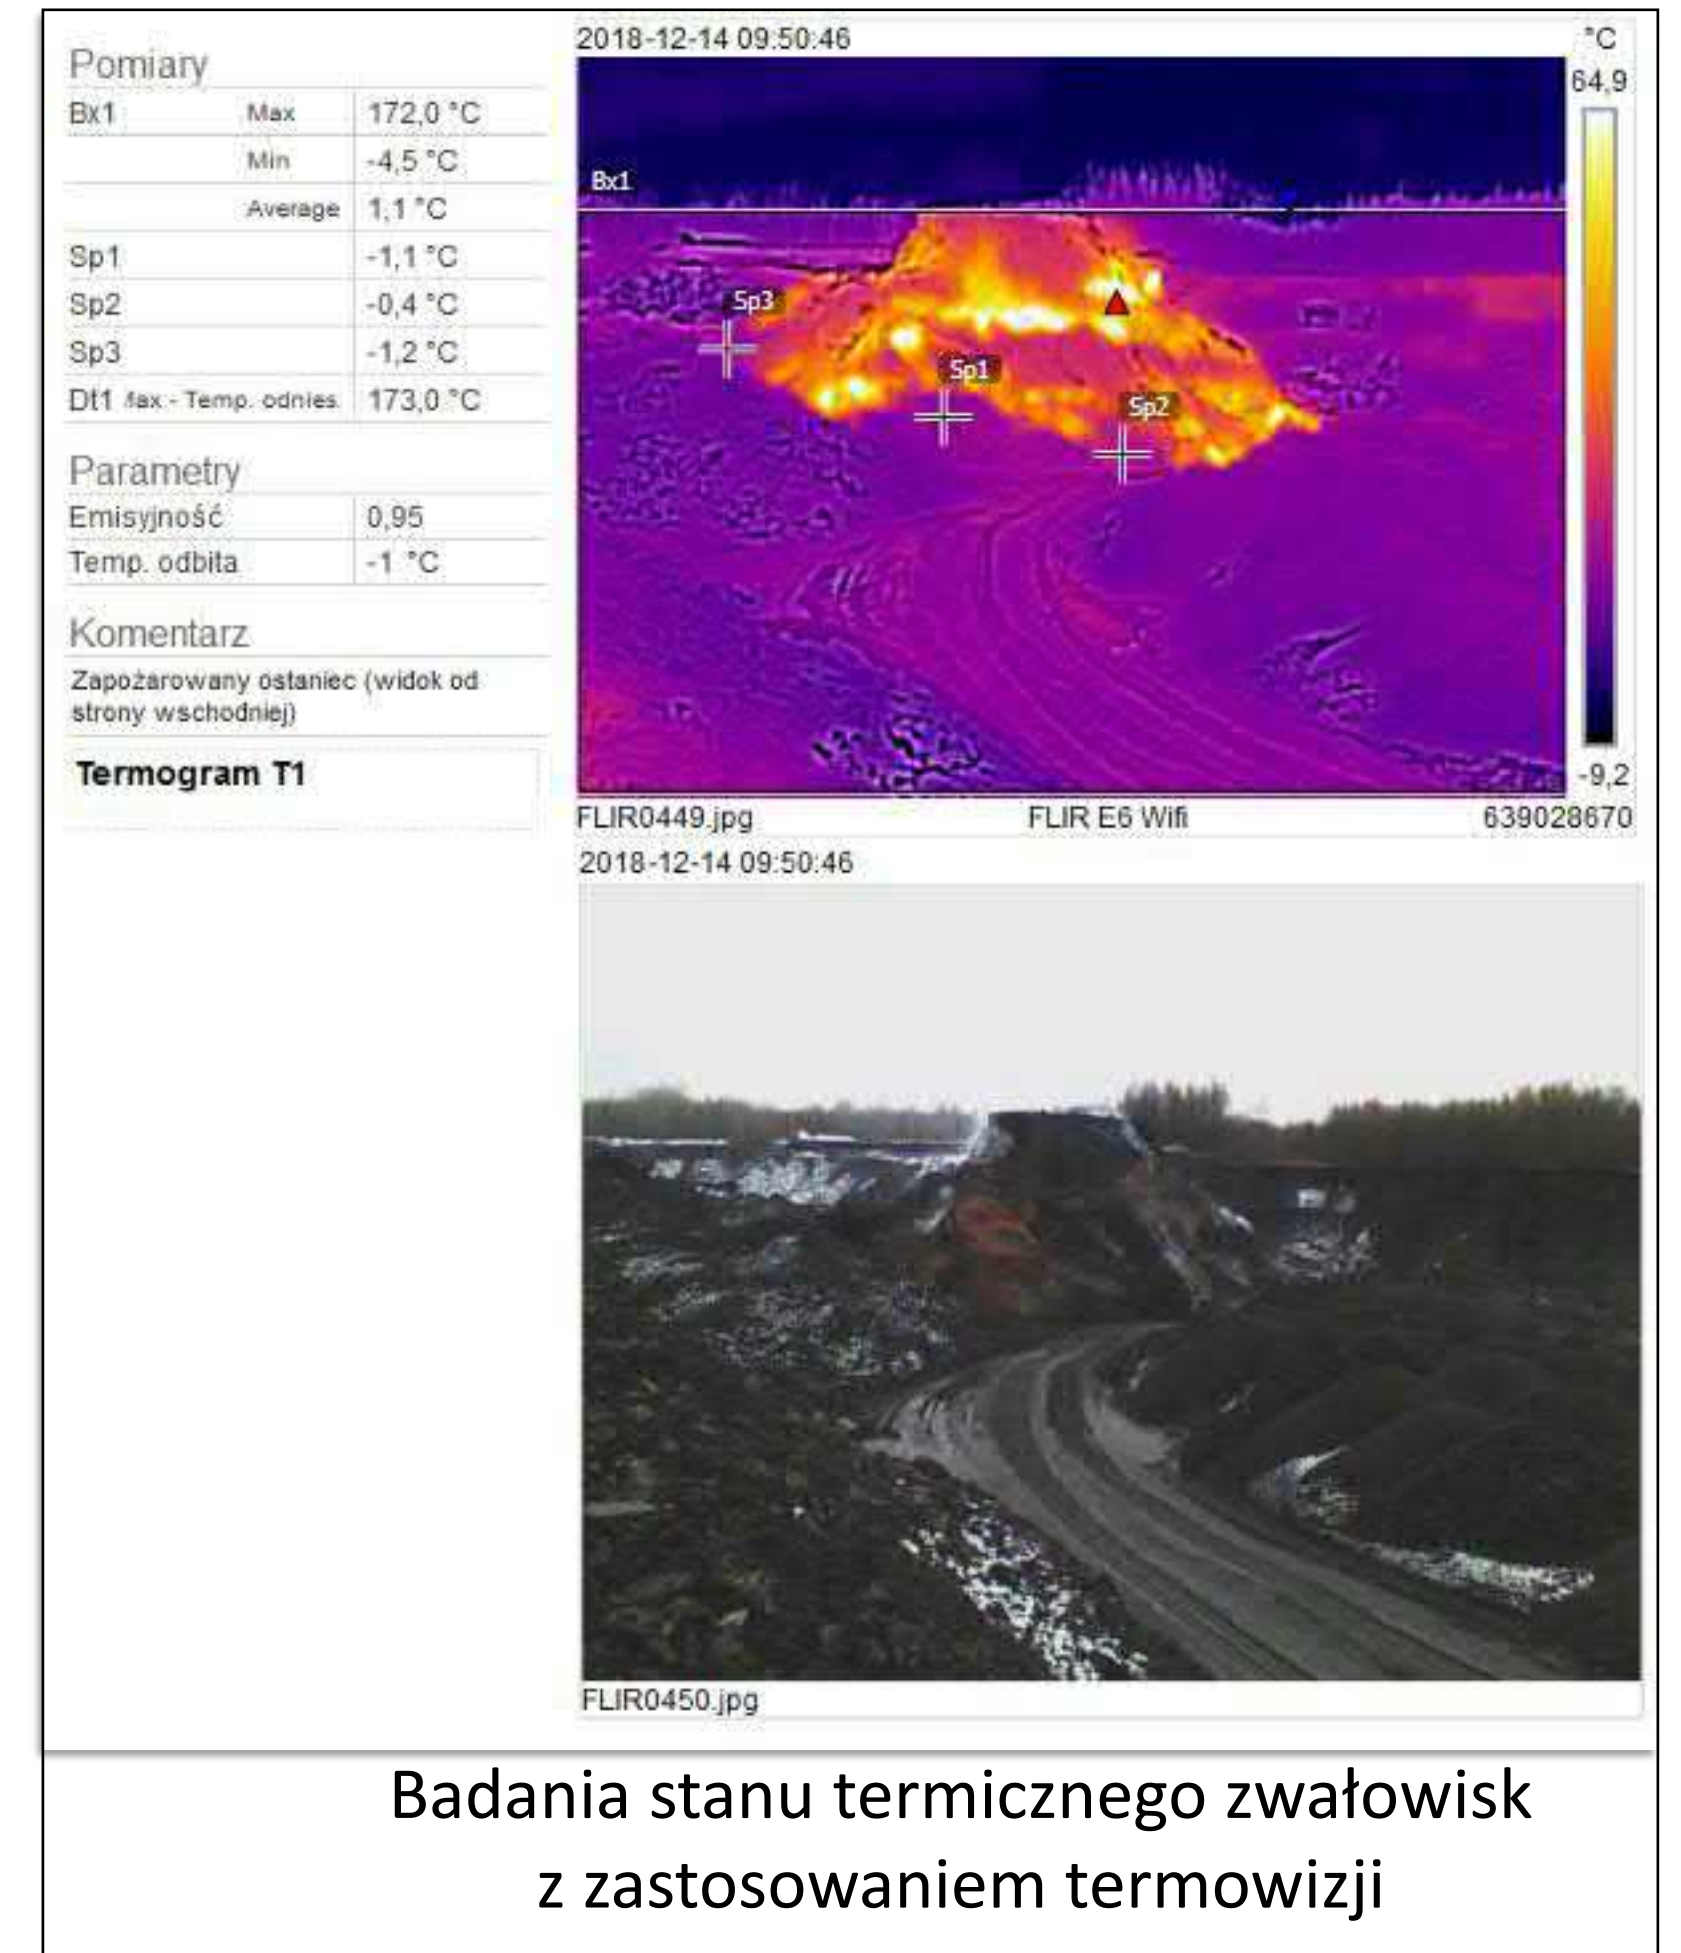 Pomiary
Bx1 Max 172,0 °C
Min -4,5 °C
Average 1,1 °C
Sp1 -1,1 °C
Sp2 -0,4 °C
Sp3 -1,2 °C
Dt1 Max - Temp. odnies. 173,0 °C
Parametry
Emisyjność 0,95
Temp. odbita -1 °C
Komentarz
Zapożarowany ostaniec (widok od
strony wschodniej)
Termogram T1
2018-12-14 09:50:46
°C
64,9
Bx1
Sp3
Sp1
Sp2
-9,2
FLIR0449.jpg FLIR E6 Wifi 639028670
2018-12-14 09:50:46
FLIR0450.jpg
Badania stanu termicznego zwałowisk
z zastosowaniem termowizji